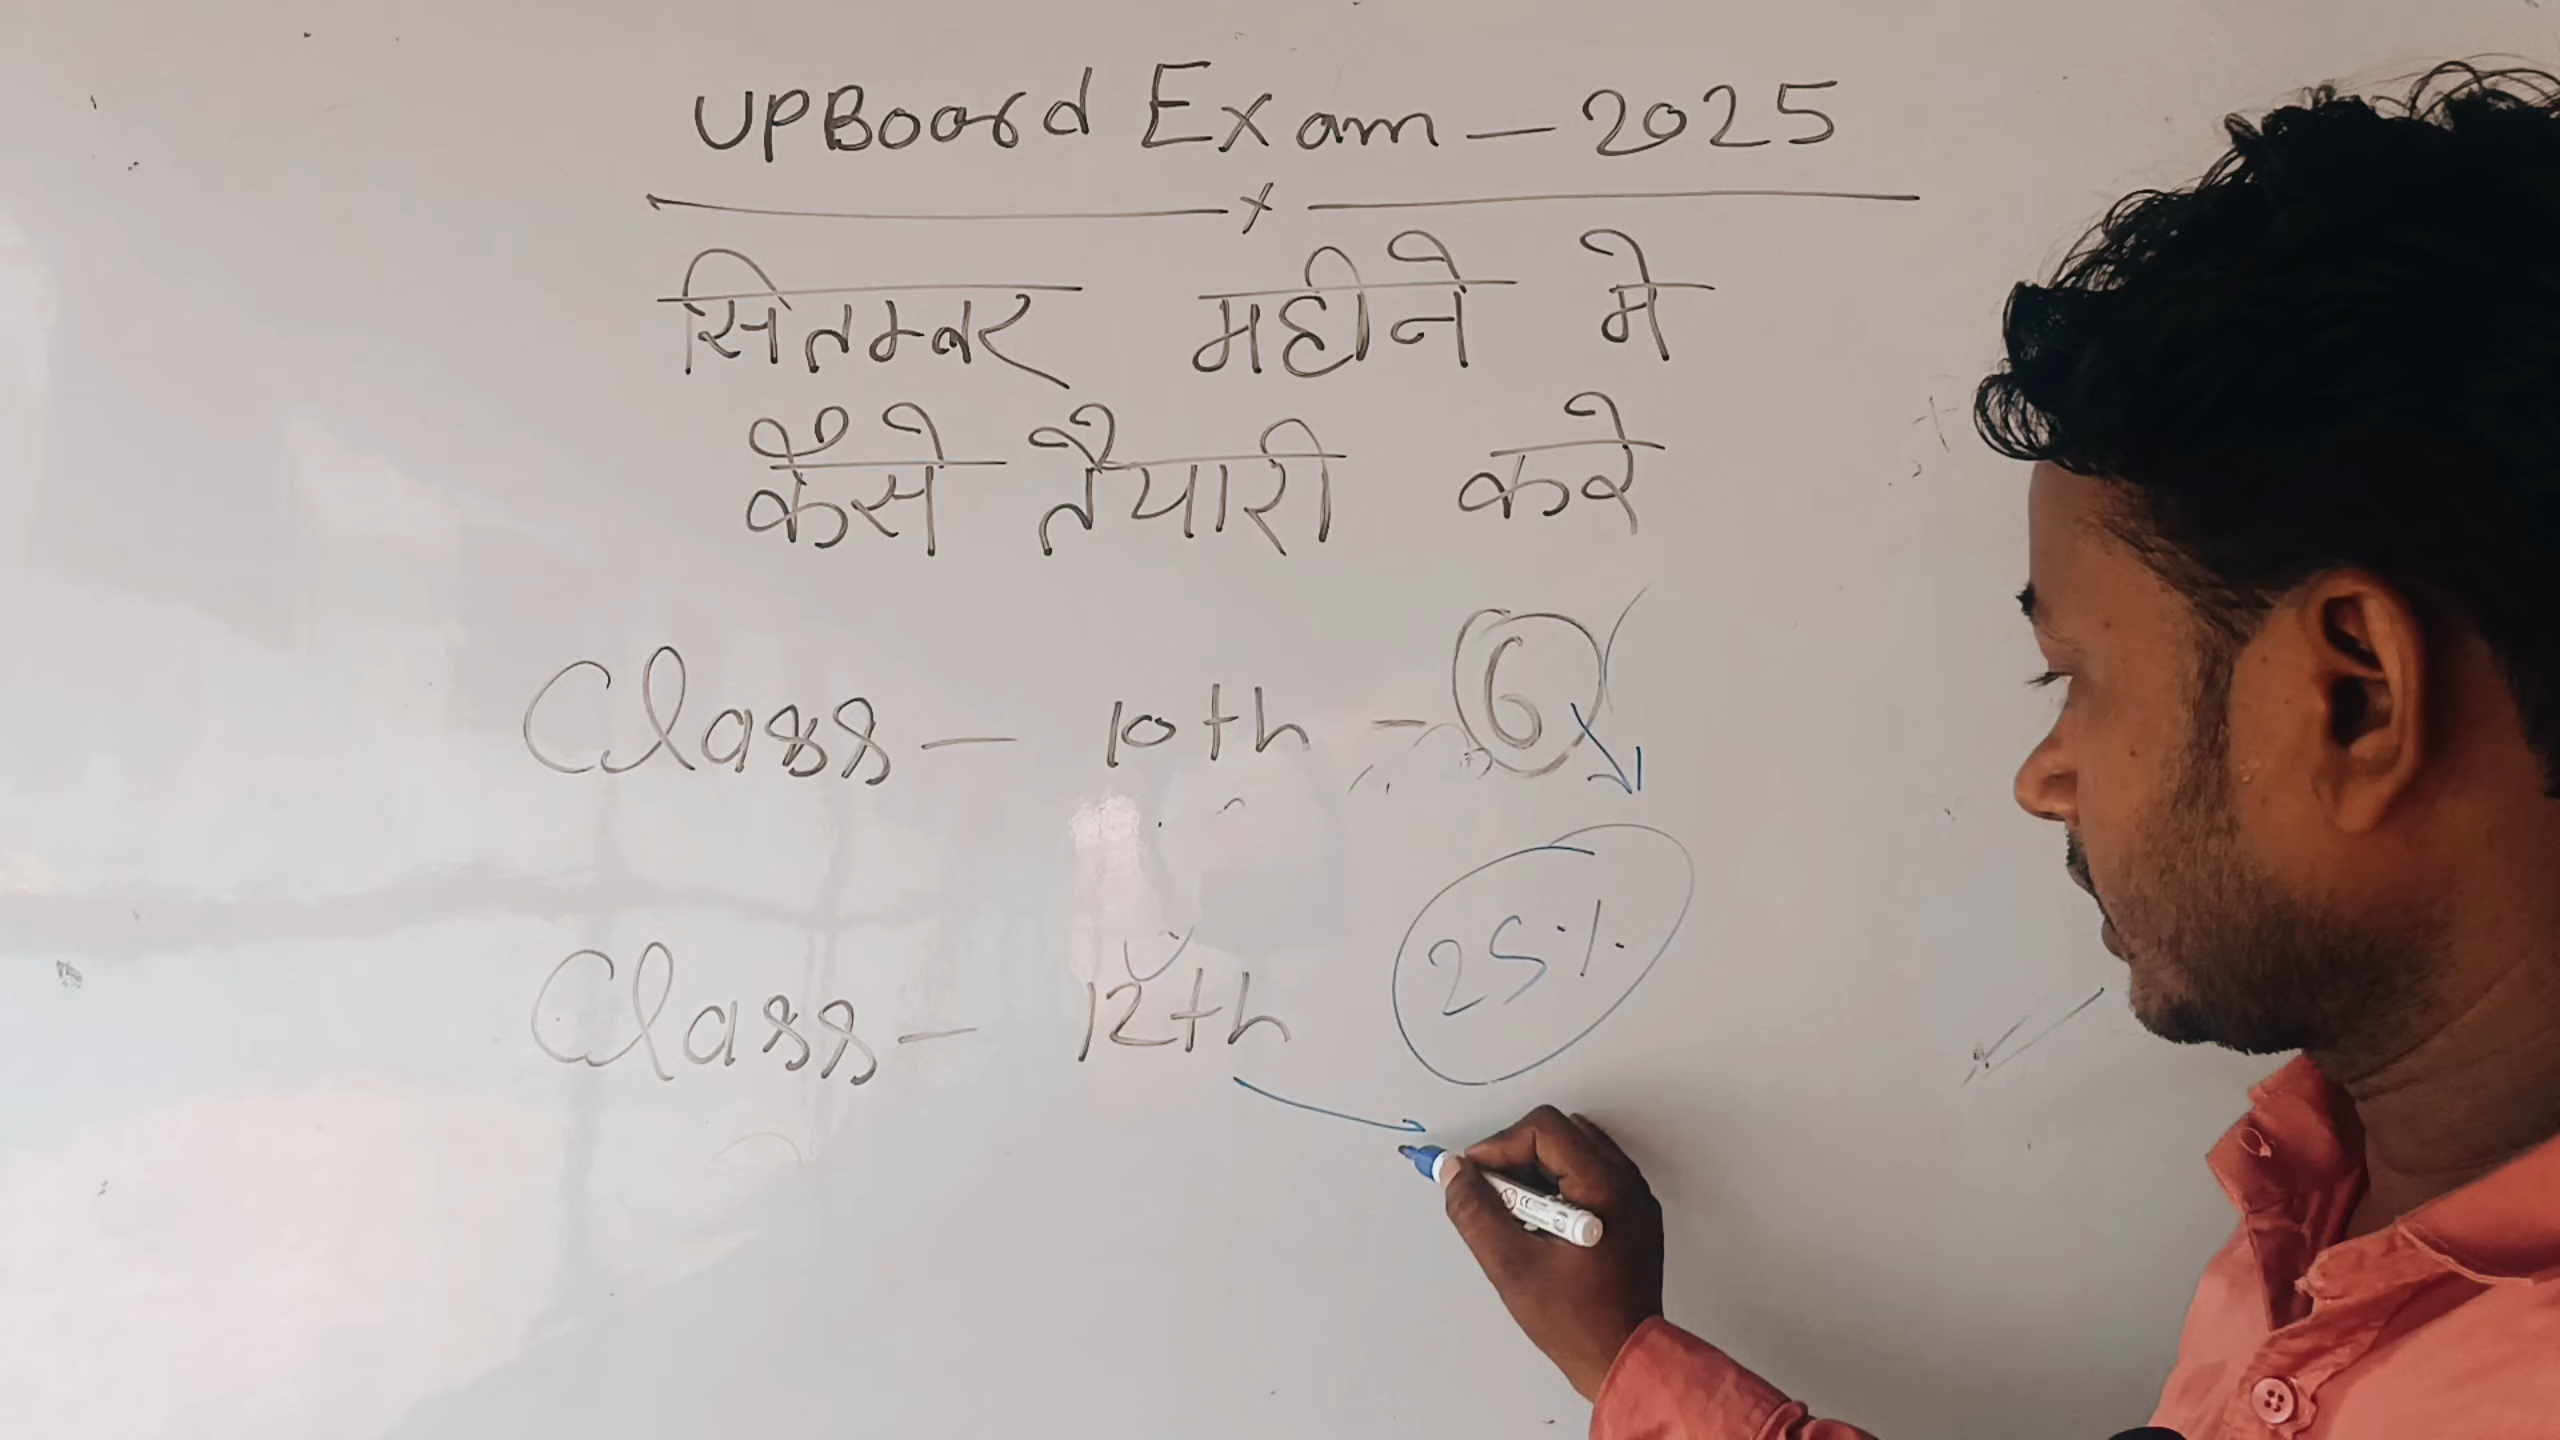 UPBoard Exam - 2025
x
सितम्बर महीने मे
कैसे तैयारी करे
Class - 10th - 6
25%
Class - 12th